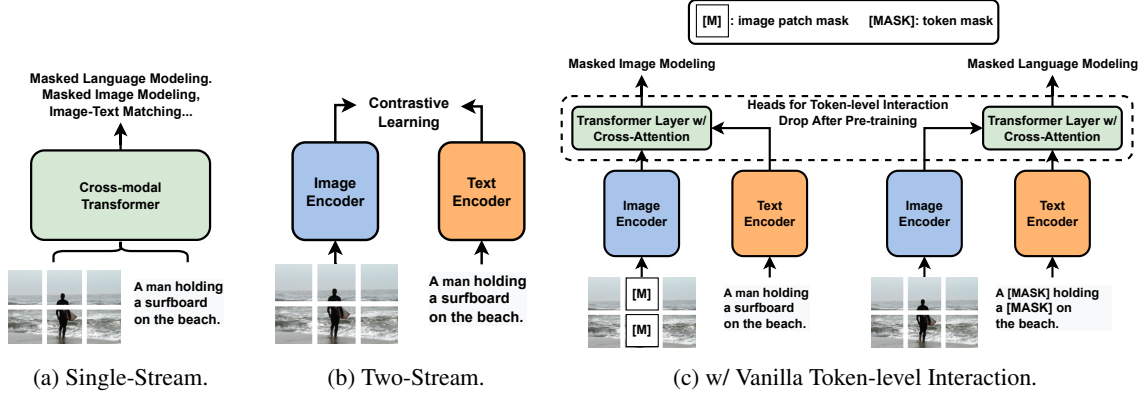 [M] : image patch mask [MASK]: token mask
Masked Language Modeling.
Masked Image Modeling,
Image-Text Matching...
Cross-modal
Transformer
A man holding
a surfboard
on the beach.
(a) Single-Stream.
Contrastive
Learning
Image
Encoder
Text
Encoder
A man holding
a surfboard
on the beach.
(b) Two-Stream.
Masked Image Modeling
Masked Language Modeling
Heads for Token-level Interaction
Drop After Pre-training
Transformer Layer w/
Cross-Attention
Transformer Layer w/
Cross-Attention
Image
Encoder
Text
Encoder
Image
Encoder
Text
Encoder
[M]
[M]
A man holding
a surfboard
on the beach.
A [MASK] holding
a [MASK] on
the beach.
(c) w/ Vanilla Token-level Interaction.